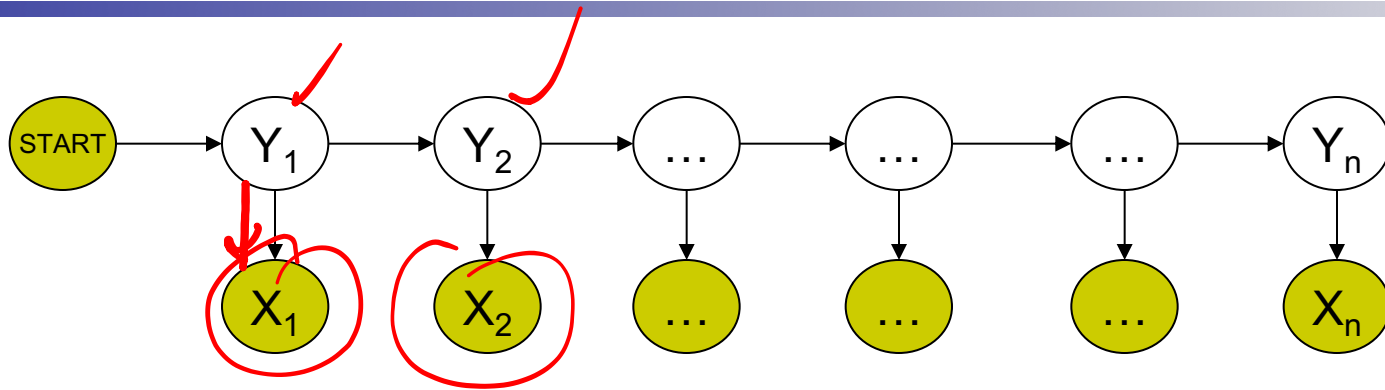 START Y₁ Y₂ ... ... ... Yₙ
X₁ X₂ ... ... ... Xₙ